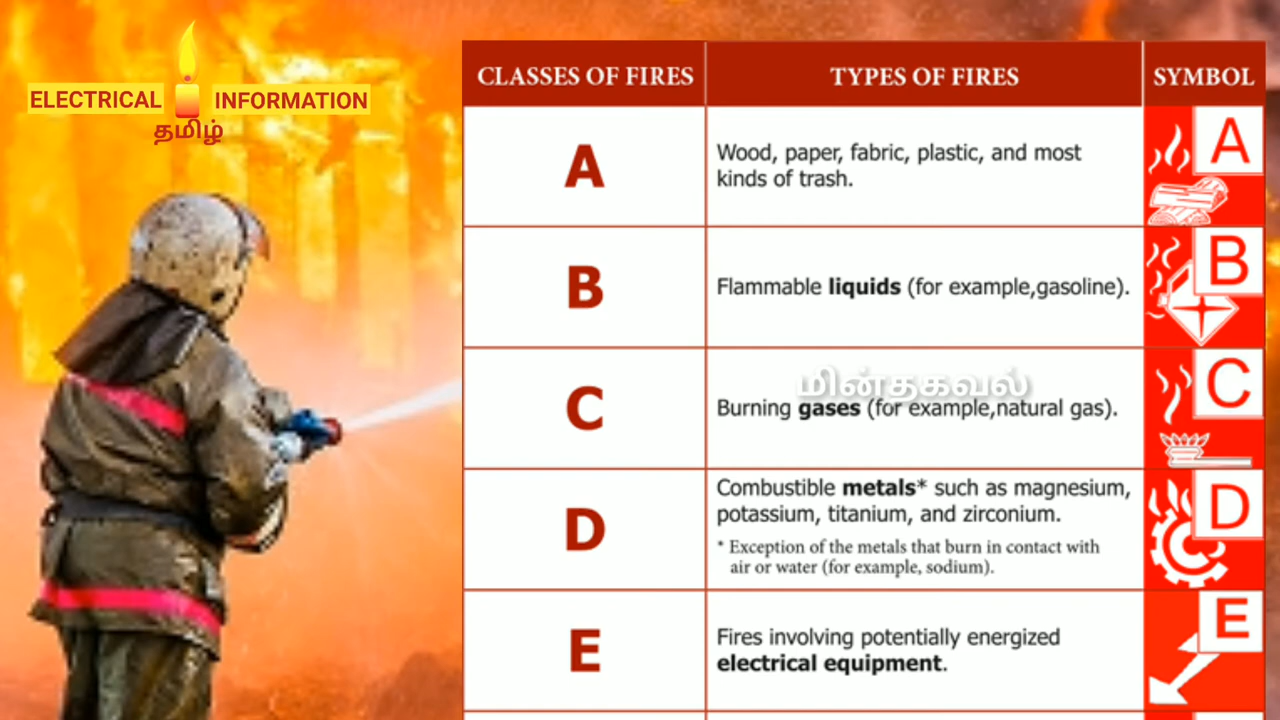 ELECTRICAL INFORMATION
தமிழ்
CLASSES OF FIRES
TYPES OF FIRES
SYMBOL
A
Wood, paper, fabric, plastic, and most
kinds of trash.
A
B
Flammable liquids (for example,gasoline).
B
மின்தகவல்
C
Burning gases (for example,natural gas).
C
D
Combustible metals* such as magnesium,
potassium, titanium, and zirconium.
* Exception of the metals that burn in contact with
air or water (for example, sodium).
D
E
Fires involving potentially energized
electrical equipment.
E